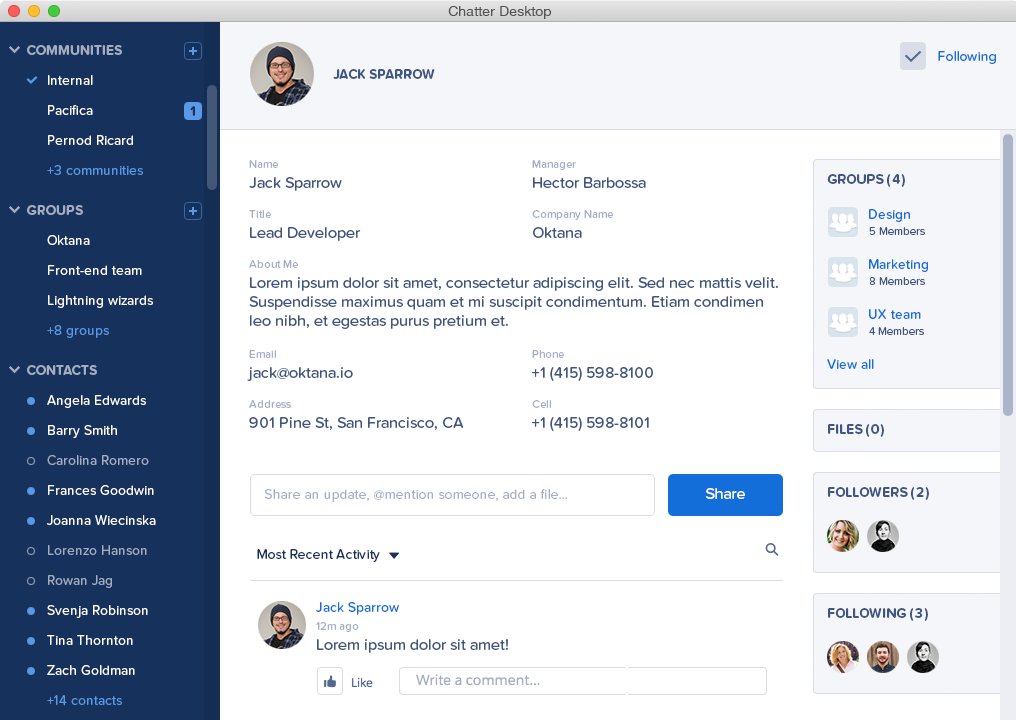 Chatter Desktop
COMMUNITIES
Internal
Pacifica
1
Pernod Ricard
+3 communities
GROUPS
Oktana
Front-end team
Lightning wizards
+8 groups
CONTACTS
Angela Edwards
Barry Smith
Carolina Romero
Frances Goodwin
Joanna Wiecinska
Lorenzo Hanson
Rowan Jag
Svenja Robinson
Tina Thornton
Zach Goldman
+14 contacts
JACK SPARROW
Following
Name
Jack Sparrow
Manager
Hector Barbossa
Title
Lead Developer
Company Name
Oktana
About Me
Lorem ipsum dolor sit amet, consectetur adipiscing elit. Sed nec mattis velit.
Suspendisse maximus quam et mi suscipit condimentum. Etiam condimen
leo nibh, et egestas purus pretium et.
Email
jack@oktana.io
Phone
+1 (415) 598-8100
Address
901 Pine St, San Francisco, CA
Cell
+1 (415) 598-8101
Share an update, @mention someone, add a file...
Share
Most Recent Activity
Jack Sparrow
12m ago
Lorem ipsum dolor sit amet!
Like
Write a comment...
GROUPS (4)
Design
5 Members
Marketing
8 Members
UX team
4 Members
View all
FILES (0)
FOLLOWERS (2)
FOLLOWING (3)